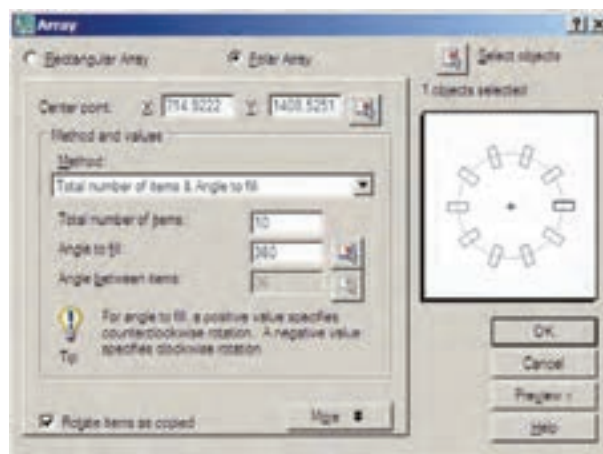 Array
Rectangular Array
Polar Array
Select objects
1 objects selected
Center point: X: 714.9222 Y: 1408.5251
Method and values
Method:
Total number of items & Angle to fill
Total number of items: 10
Angle to fill: 360
Angle between items: 36
For angle to fill, a positive value specifies
counterclockwise rotation. A negative value
specifies clockwise rotation
Tip
Rotate items as copied
More
OK
Cancel
Preview <
Help